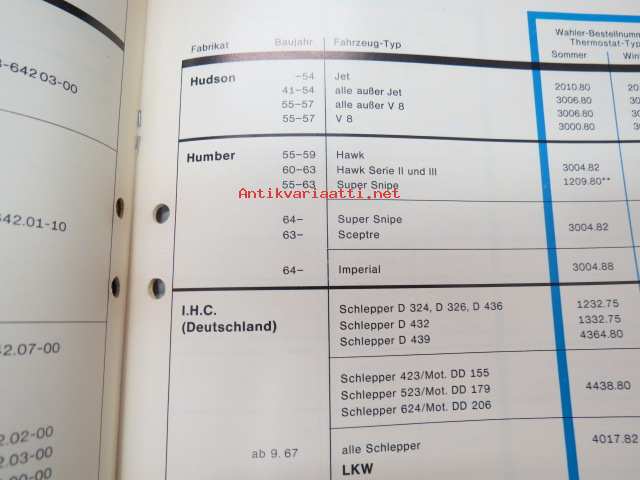 642 03-00
642.01-10
42.07-00
2.02-00
2.03-00
Wahler-Bestellnum
Thermostat-Typ
Fabrikat Baujahr Fahrzeug-Typ Sommer Win
Hudson -54 Jet 2010.80
41-54 alle außer Jet 3006.80
55-57 alle außer V 8 3006.80
55-57 V 8 3000.80
Humber 55-59 Hawk
60-63 Hawk Serie II und III 3004.82
55-63 Super Snipe 1209.80**
Antikvariaatti.net
64- Super Snipe
63- Sceptre 3004.82
64- Imperial 3004.88
I.H.C. Schlepper D 324, D 326, D 436 1232.75
(Deutschland) Schlepper D 432 1332.75
Schlepper D 439 4364.80
Schlepper 423/Mot. DD 155
Schlepper 523/Mot. DD 179 4438.80
Schlepper 624/Mot. DD 206
ab 9.67 alle Schlepper 4017.82
LKW